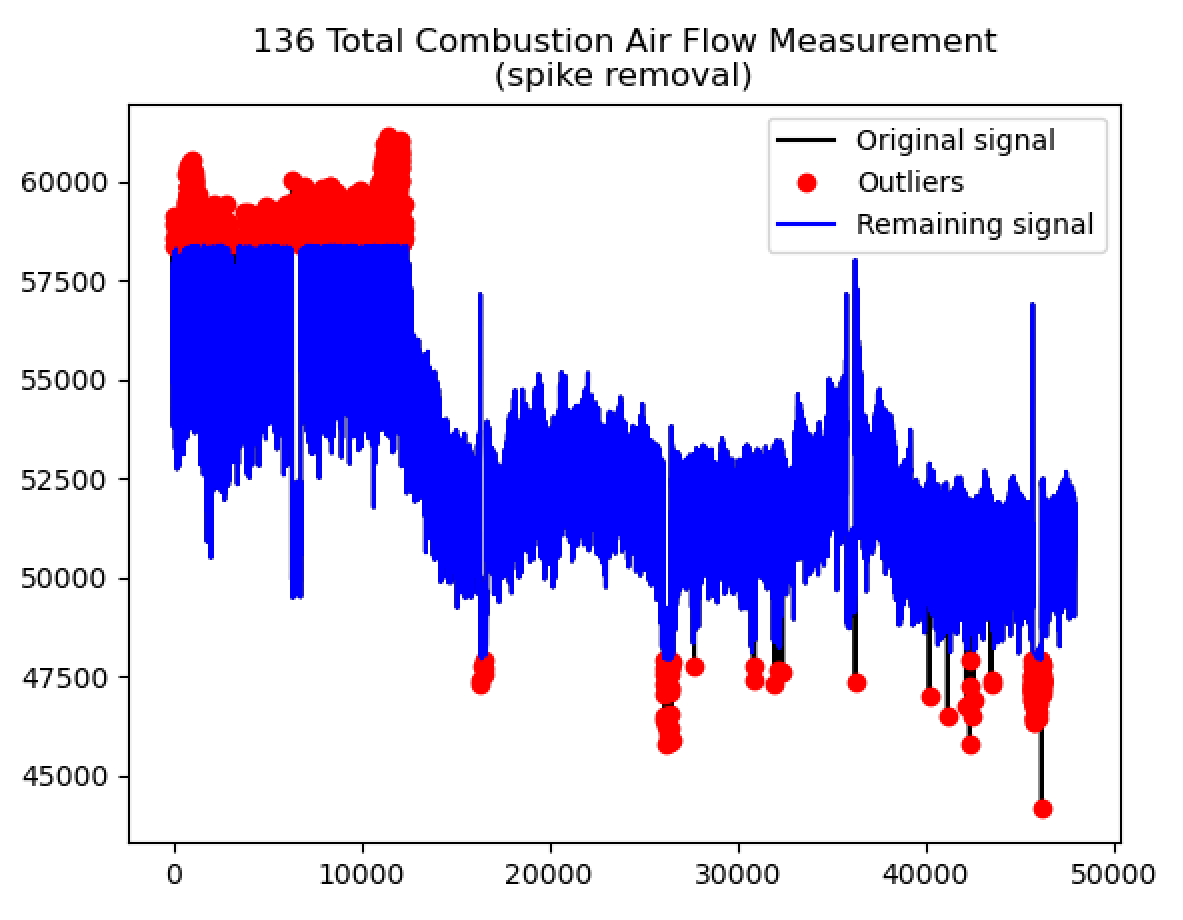 136 Total Combustion Air Flow Measurement
(spike removal)
Original signal
Outliers
Remaining signal
60000
57500
55000
52500
50000
47500
45000
0 10000 20000 30000 40000 50000